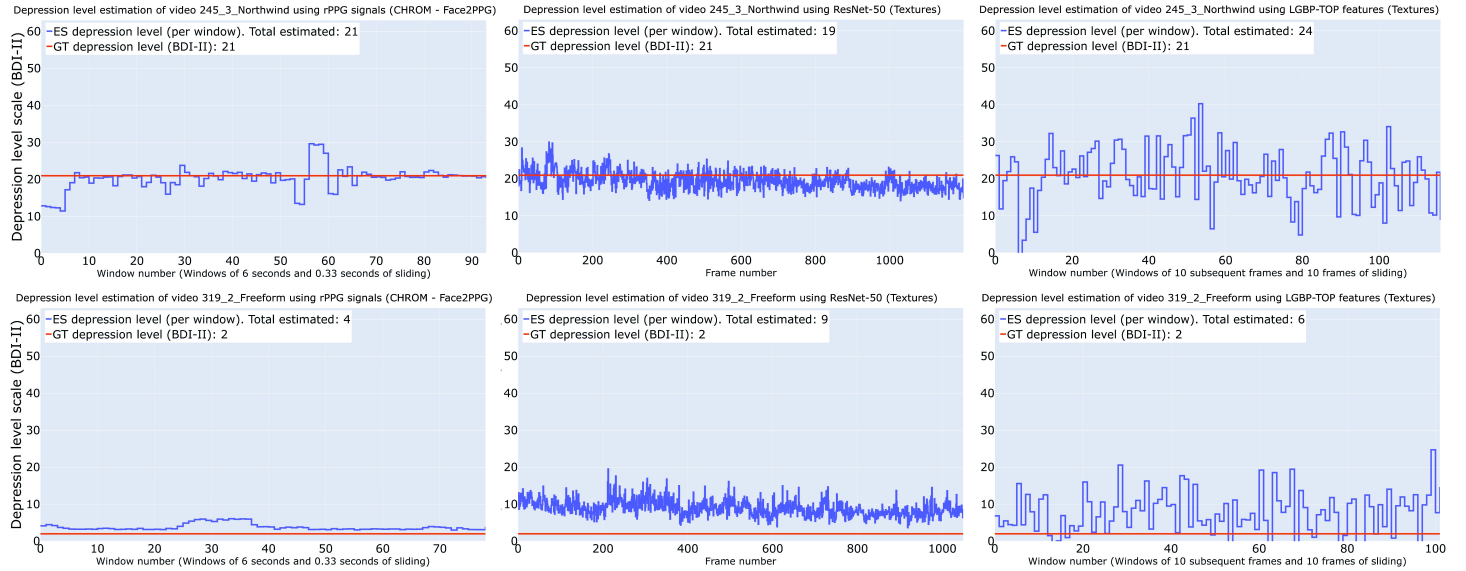 Depression level estimation of video 245_3_Northwind using rPPG signals (CHROM - Face2PPG)
Depression level scale (BDI-II)
60
50
40
30
20
10
0
ES depression level (per window). Total estimated: 21
GT depression level (BDI-II): 21
0 10 20 30 40 50 60 70 80 90
Window number (Windows of 6 seconds and 0.33 seconds of sliding)
Depression level estimation of video 245_3_Northwind using ResNet-50 (Textures)
60
50
40
30
20
10
0
ES depression level (per window). Total estimated: 19
GT depression level (BDI-II): 21
0 200 400 600 800 1000
Frame number
Depression level estimation of video 245_3_Northwind using LGBP-TOP features (Textures)
60
50
40
30
20
10
0
ES depression level (per window). Total estimated: 24
GT depression level (BDI-II): 21
0 20 40 60 80 100
Window number (Windows of 10 subsequent frames and 10 frames of sliding)
Depression level estimation of video 319_2_Freeform using rPPG signals (CHROM - Face2PPG)
Depression level scale (BDI-II)
60
50
40
30
20
10
0
ES depression level (per window). Total estimated: 4
GT depression level (BDI-II): 2
0 10 20 30 40 50 60 70
Window number (Windows of 6 seconds and 0.33 seconds of sliding)
Depression level estimation of video 319_2_Freeform using ResNet-50 (Textures)
60
50
40
30
20
10
0
ES depression level (per window). Total estimated: 9
GT depression level (BDI-II): 2
0 200 400 600 800 1000
Frame number
Depression level estimation of video 319_2_Freeform using LGBP-TOP features (Textures)
60
50
40
30
20
10
0
ES depression level (per window). Total estimated: 6
GT depression level (BDI-II): 2
0 20 40 60 80 100
Window number (Windows of 10 subsequent frames and 10 frames of sliding)